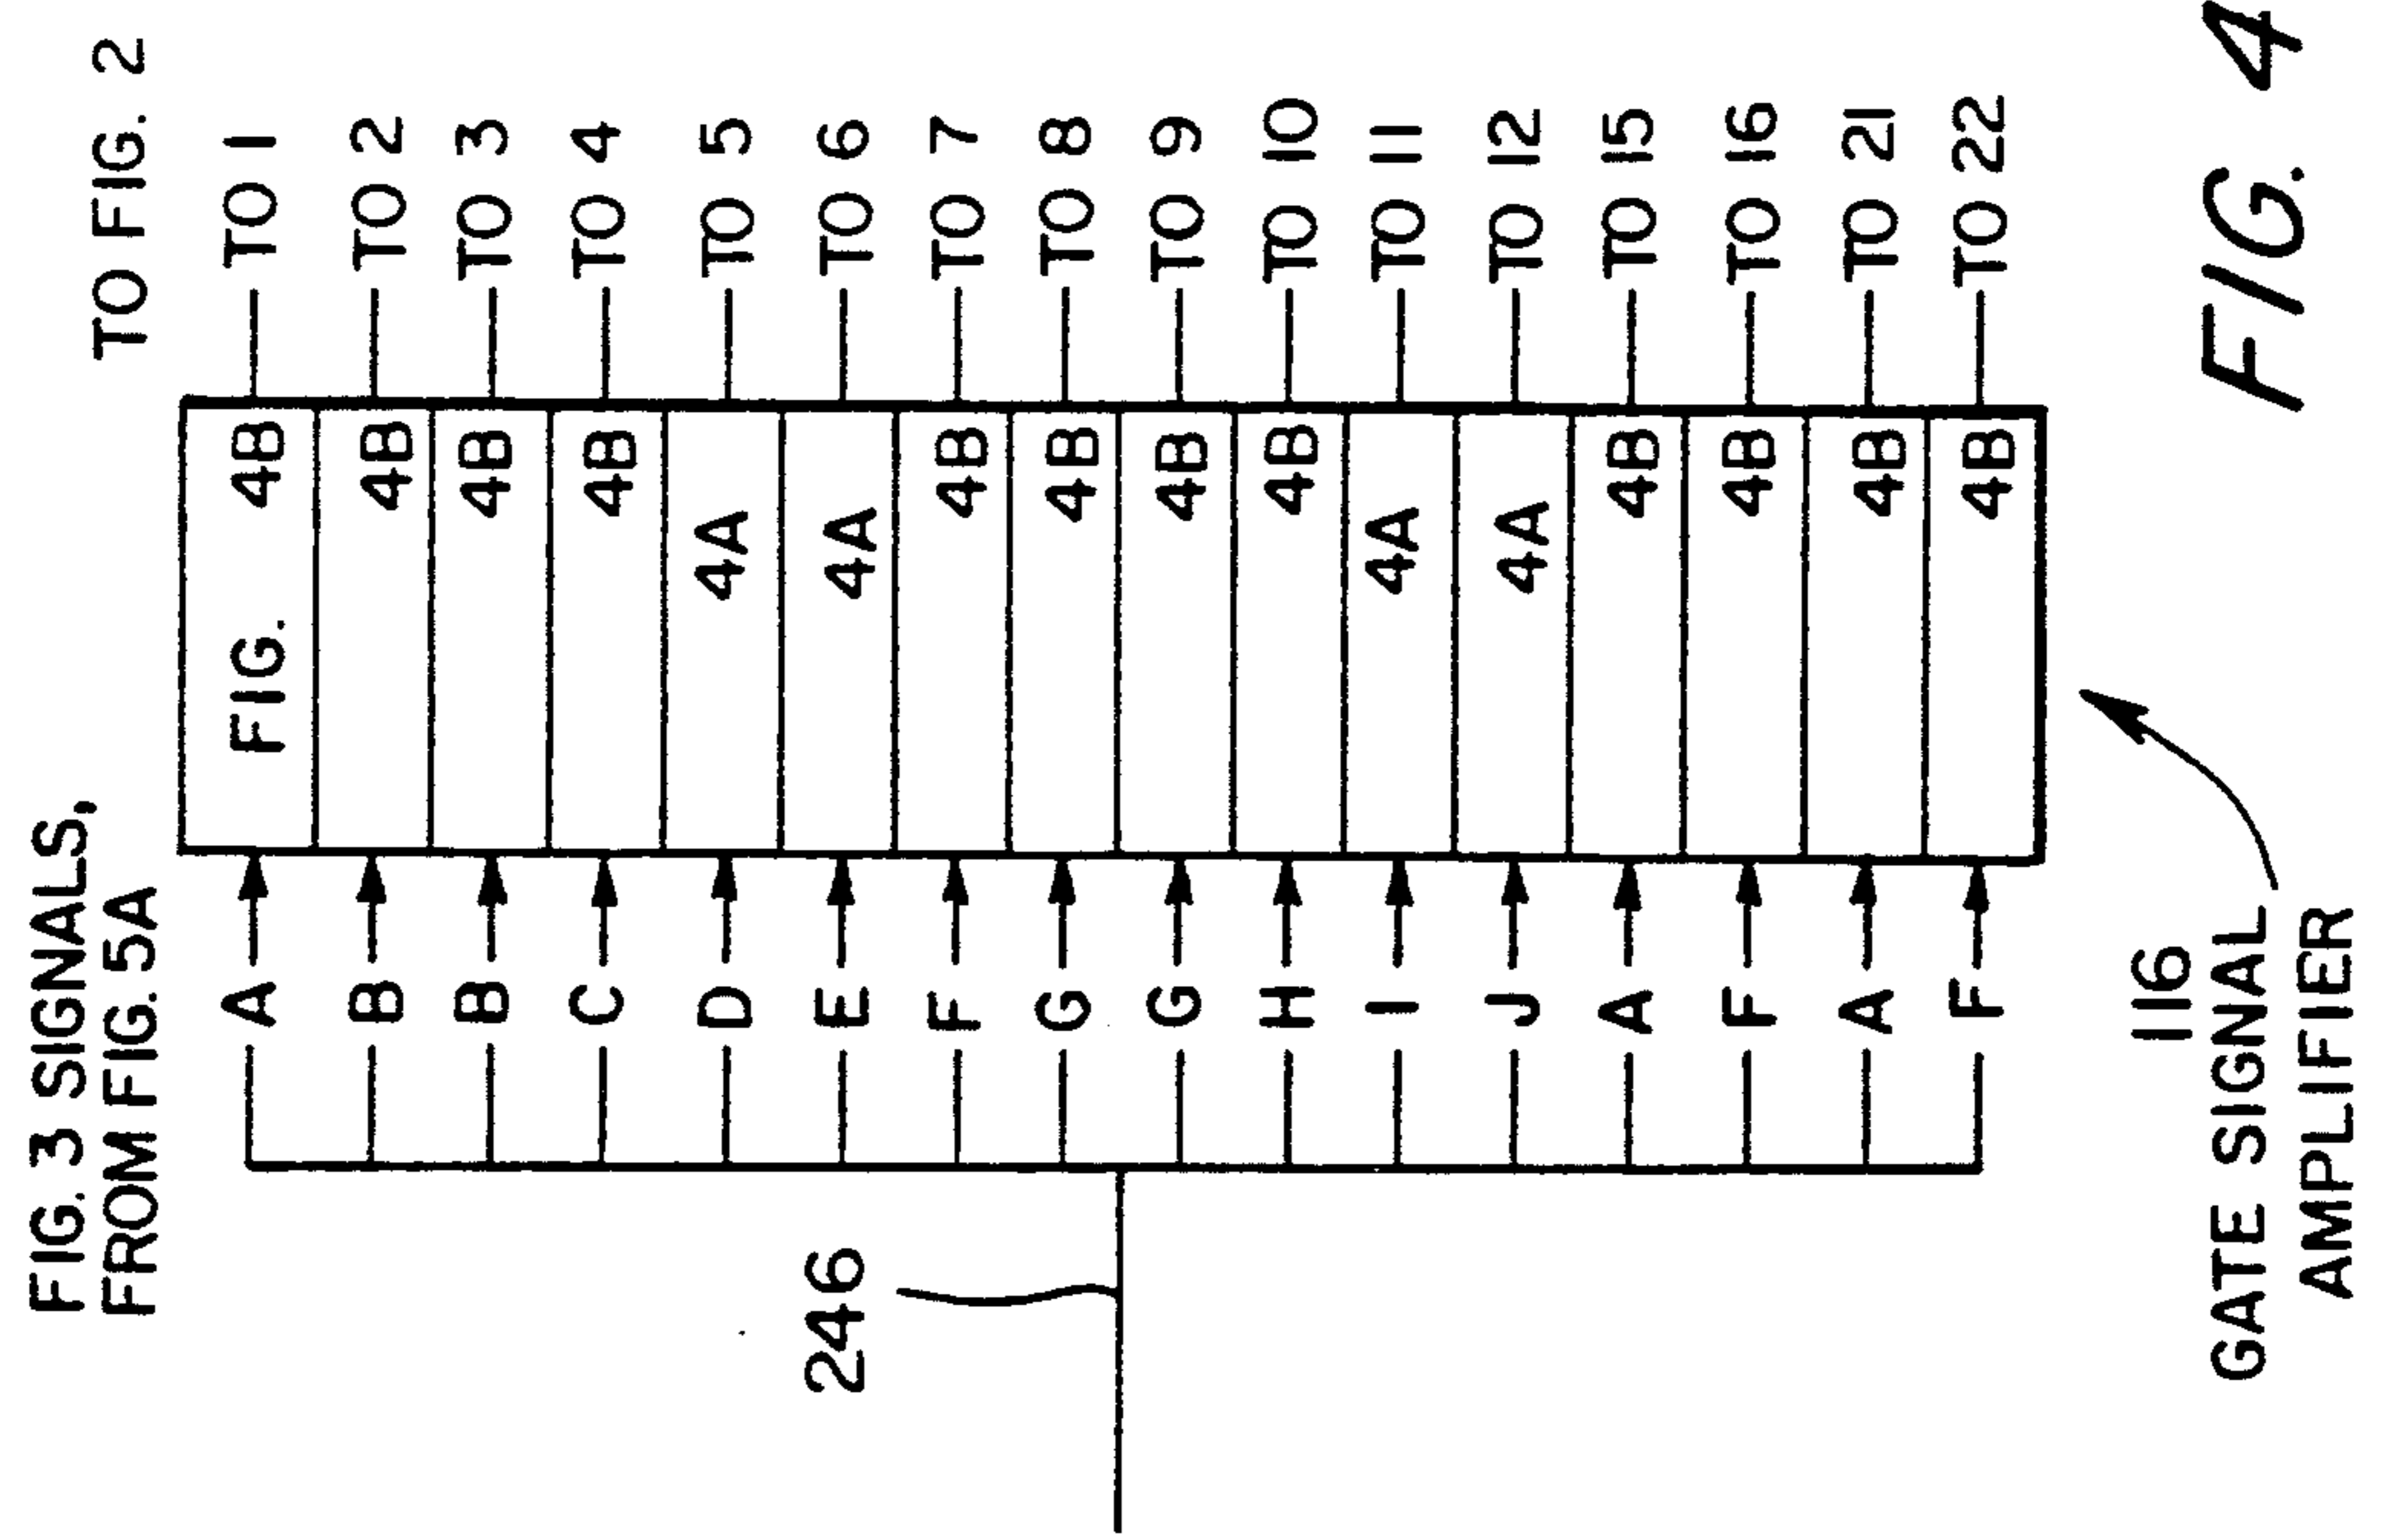 FIG. 3 SIGNALS,
FROM FIG. 5A
TO FIG. 2
A FIG. 4B TO 1
B 4B TO 2
B 4B TO 3
C 4B TO 4
D 4A TO 5
E 4A TO 6
F 4B TO 7
G 4B TO 8
G 4B TO 9
H 4B TO 10
I 4A TO 11
J 4A TO 12
A 4B TO 15
F 4B TO 16
A 4B TO 21
F 4B TO 22
246
116
GATE SIGNAL
AMPLIFIER
FIG. 4